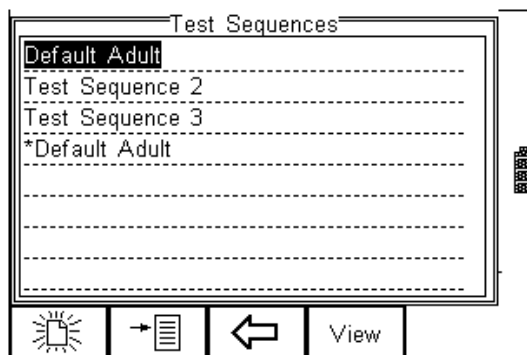 Test Sequences
Default Adult
Test Sequence 2
Test Sequence 3
*Default Adult
View